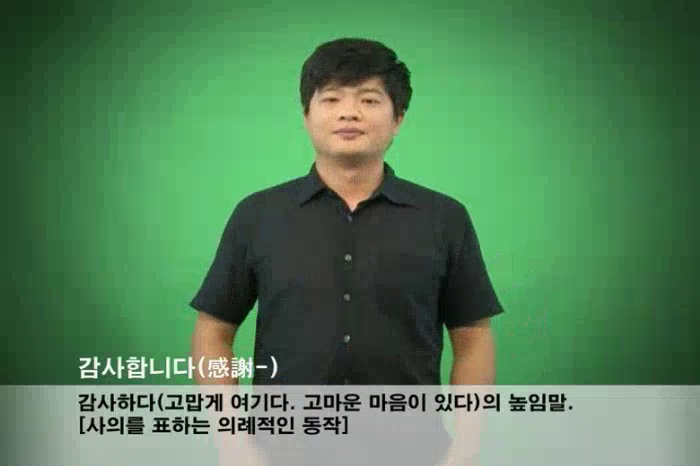 감사합니다(感謝-)
감사하다(고맙게 여기다. 고마운 마음이 있다)의 높임말.
[사의를 표하는 의례적인 동작]